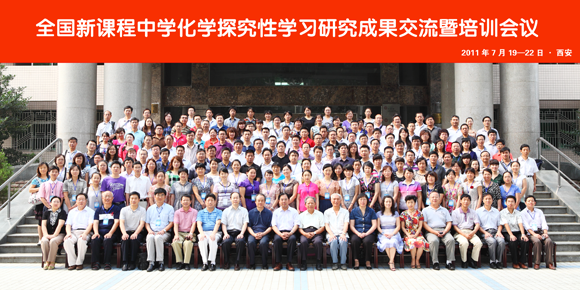 全国新课程中学化学探究性学习研究成果交流暨培训会议
2011 年 7 月 19—22 日 · 西安